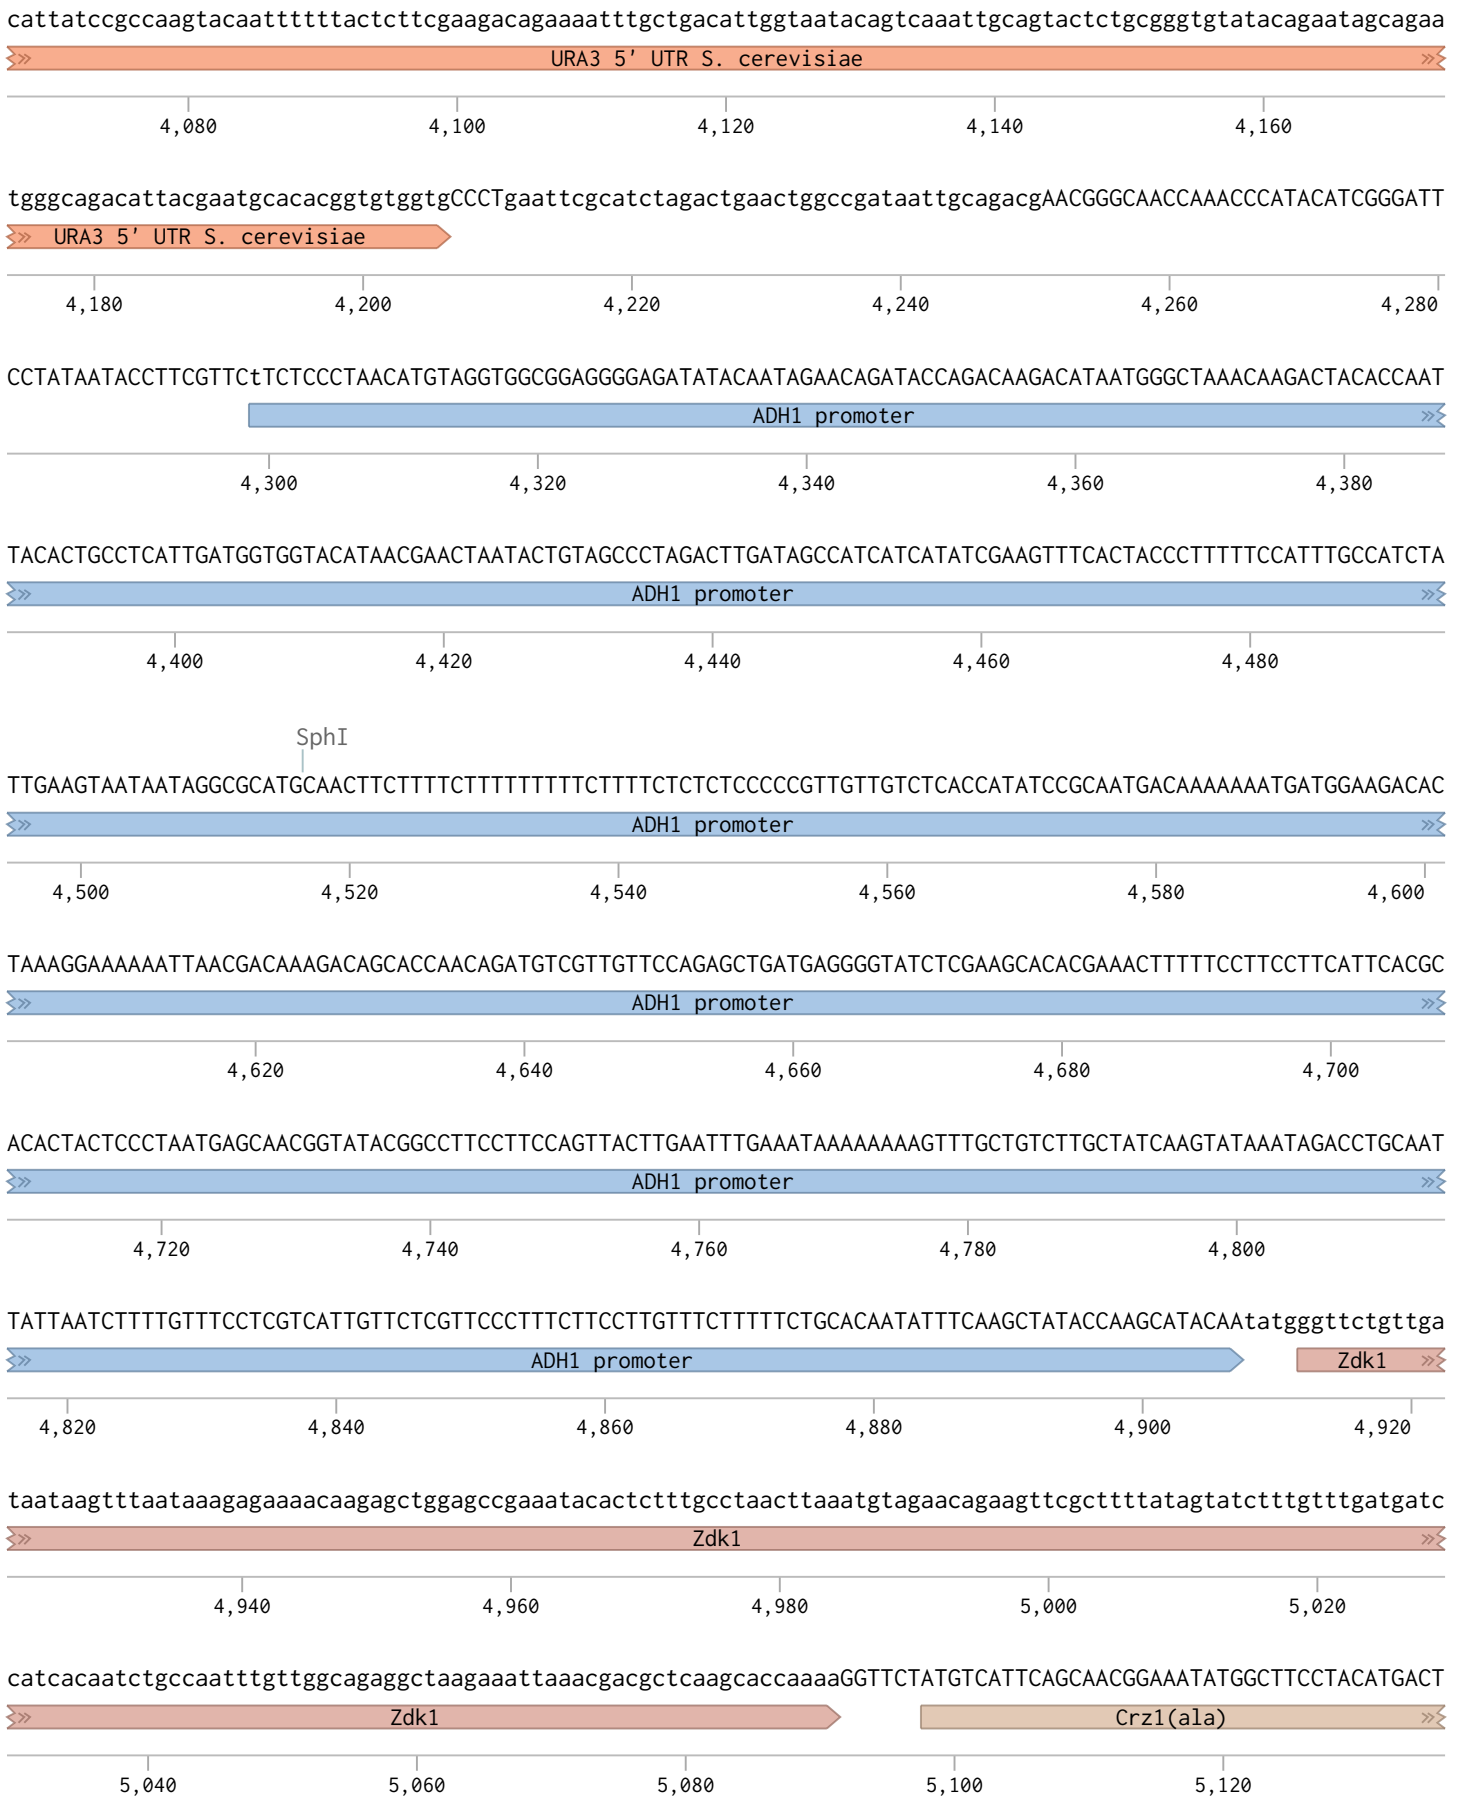 cattatccgccaagtacaattttttactcttcgaagacagaaaatttgctgacattggtaatacagtcaaattgcagtactctgcgggtgtatacagaatagcagaa
URA3 5' UTR S. cerevisiae
4,080 4,100 4,120 4,140 4,160
tgggcagacattacgaatgcacacggtgtggtgCCCTgaattcgcatctagactgaactggccgataattgcagacgAACGGGCAACCAAACCCATACATCGGGATT
URA3 5' UTR S. cerevisiae
4,180 4,200 4,220 4,240 4,260 4,280
CCTATAATACCTTCGTTCtTCTCCCTAACATGTAGGTGGCGGAGGGGAGATATACAATAGAACAGATACCAGACAAGACATAATGGGCTAAACAAGACTACACCAAT
ADH1 promoter
4,300 4,320 4,340 4,360 4,380
TACACTGCCTCATTGATGGTGGTACATAACGAACTAATACTGTAGCCCTAGACTTGATAGCCATCATCATATCGAAGTTTCACTACCCTTTTTCCATTTGCCATCTA
ADH1 promoter
4,400 4,420 4,440 4,460 4,480
SphI
TTGAAGTAATAATAGGCGCATGCAACTTCTTTTCTTTTTTTTTCTTTTCTCTCTCCCCCGTTGTTGTCTCACCATATCCGCAATGACAAAAAAATGATGGAAGACAC
ADH1 promoter
4,500 4,520 4,540 4,560 4,580 4,600
TAAAGGAAAAAATTAACGACAAAGACAGCACCAACAGATGTCGTTGTTCCAGAGCTGATGAGGGGTATCTCGAAGCACACGAAACTTTTTCCTTCCTTCATTCACGC
ADH1 promoter
4,620 4,640 4,660 4,680 4,700
ACACTACTCCCTAATGAGCAACGGTATACGGCCTTCCTTCCAGTTACTTGAATTTGAAATAAAAAAAAGTTTGCTGTCTTGCTATCAAGTATAAATAGACCTGCAAT
ADH1 promoter
4,720 4,740 4,760 4,780 4,800
TATTAATCTTTTGTTTCCTCGTCATTGTTCTCGTTCCCTTTCTTCCTTGTTTCTTTTTCTGCACAATATTTCAAGCTATACCAAGCATACAAtatgggttctgttga
ADH1 promoter Zdk1
4,820 4,840 4,860 4,880 4,900 4,920
taataagtttaataaagagaaaacaagagctggagccgaaatacactctttgcctaacttaaatgtagaacagaagttcgcttttatagtatctttgtttgatgatc
Zdk1
4,940 4,960 4,980 5,000 5,020
catcacaatctgccaatttgttggcagaggctaagaaattaaacgacgctcaagcaccaaaaGGTTCTATGTCATTCAGCAACGGAAATATGGCTTCCTACATGACT
Zdk1 Crz1(ala)
5,040 5,060 5,080 5,100 5,120